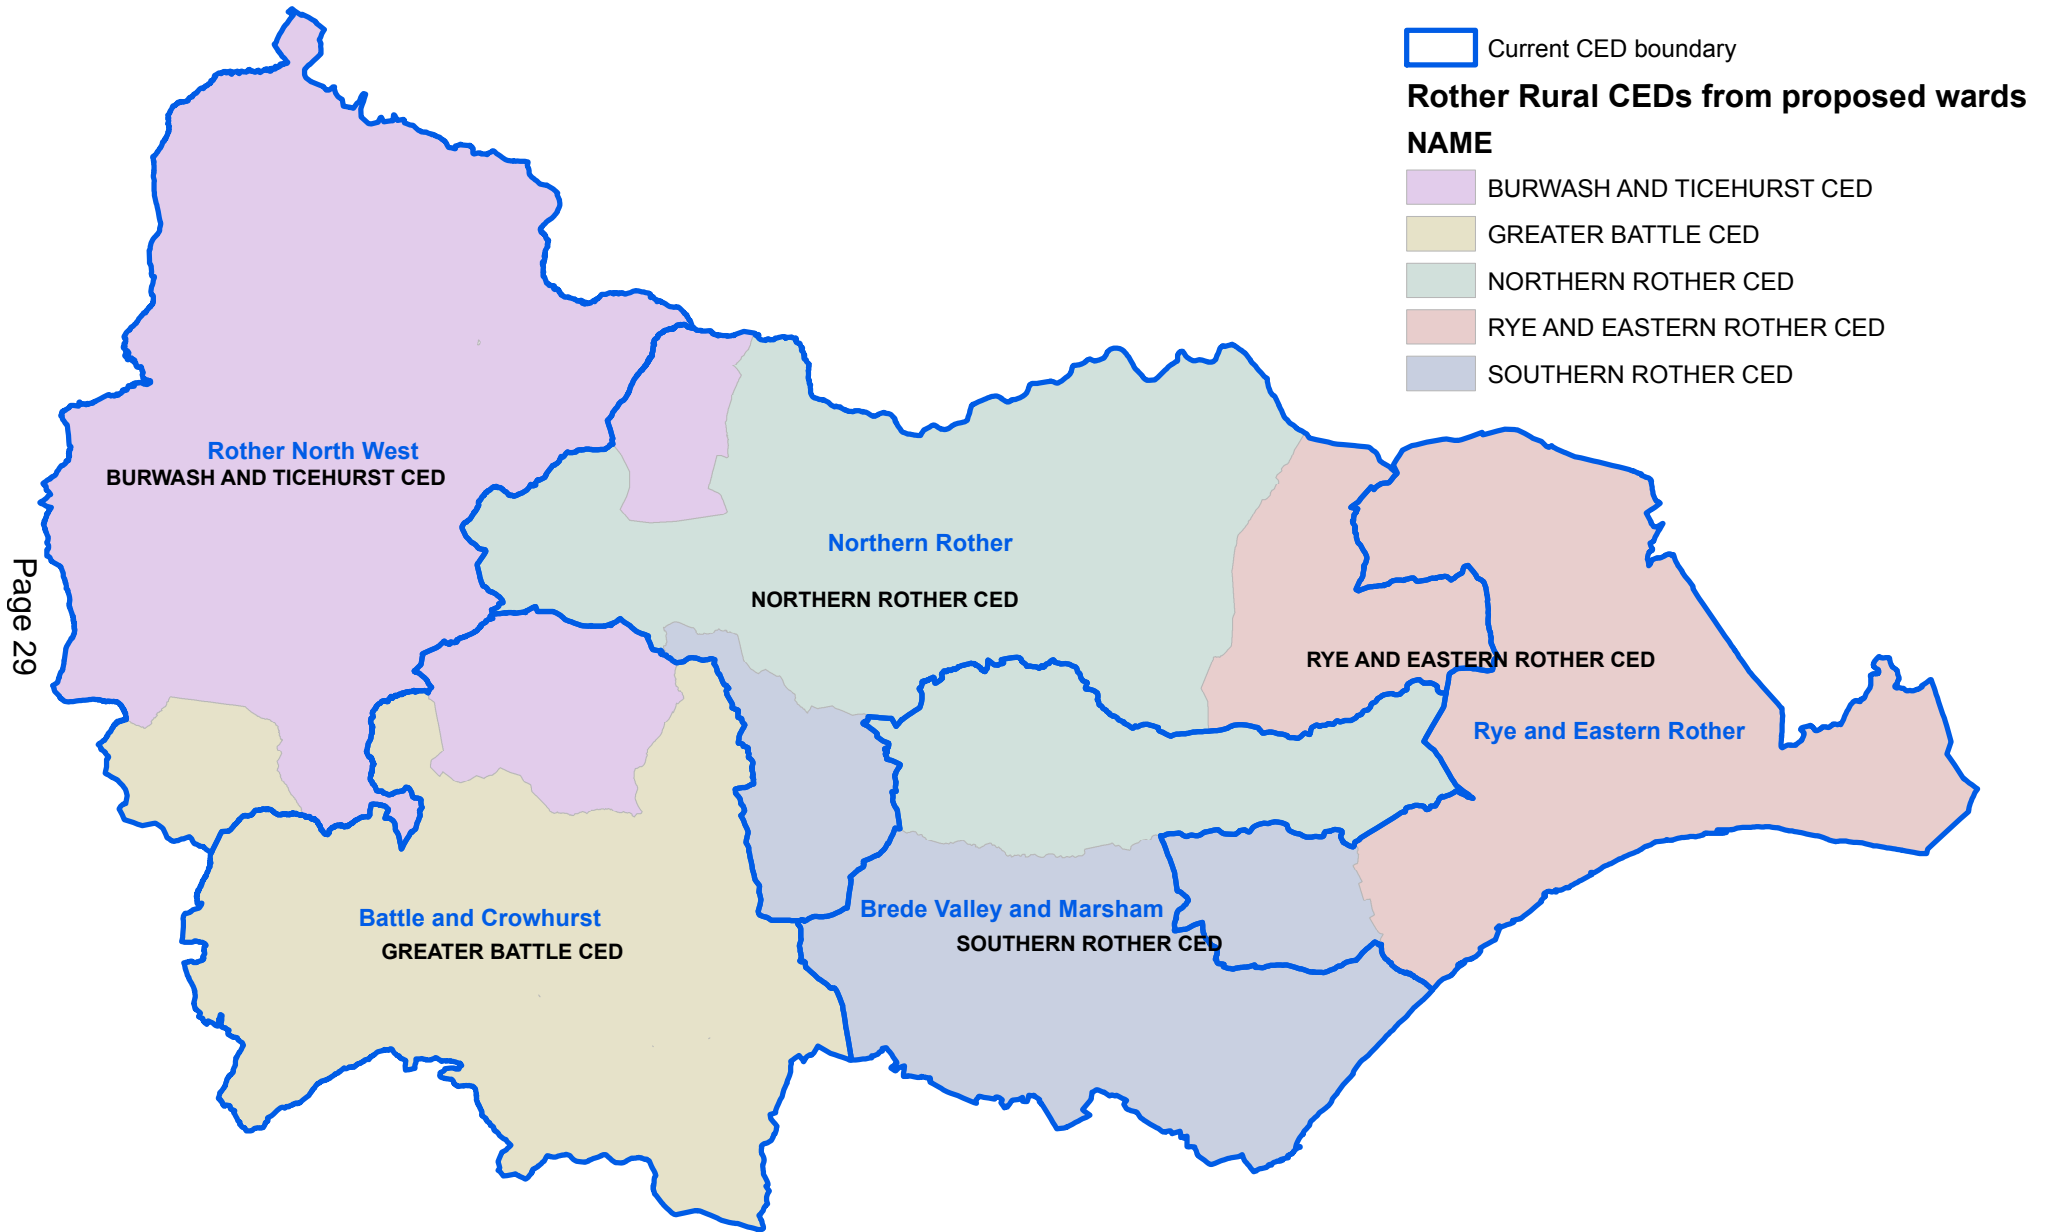 Current CED boundary
Rother Rural CEDs from proposed wards
NAME
BURWASH AND TICEHURST CED
GREATER BATTLE CED
NORTHERN ROTHER CED
RYE AND EASTERN ROTHER CED
SOUTHERN ROTHER CED
Rother North West
BURWASH AND TICEHURST CED
Northern Rother
NORTHERN ROTHER CED
RYE AND EASTERN ROTHER CED
Rye and Eastern Rother
Battle and Crowhurst
GREATER BATTLE CED
Brede Valley and Marsham
SOUTHERN ROTHER CED
Page 29